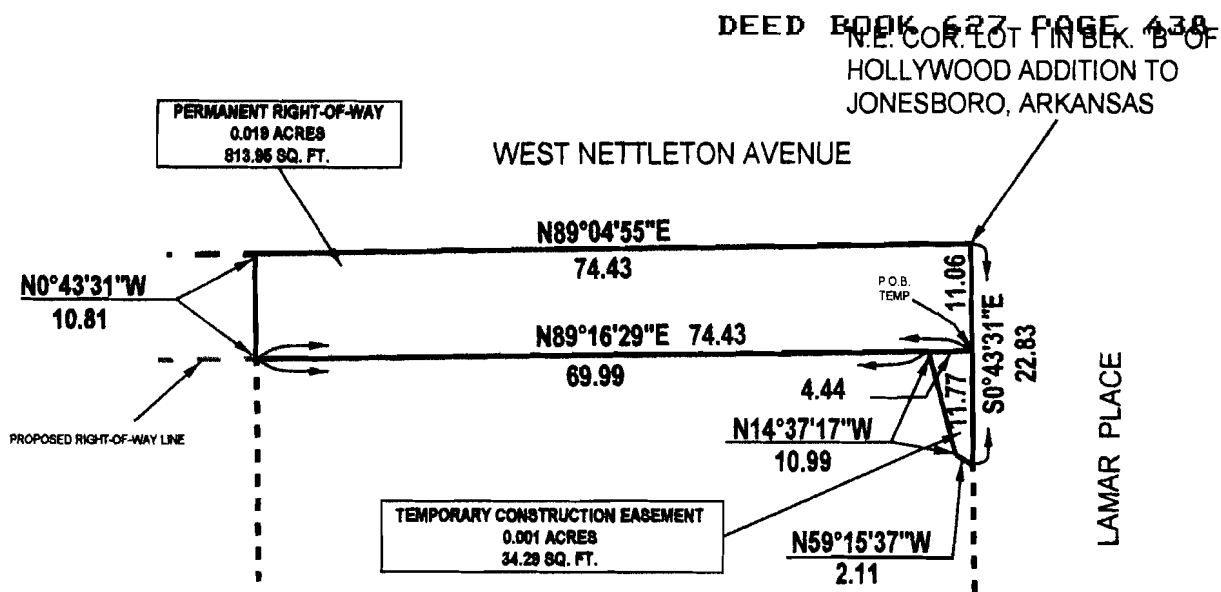 DEED BOOK 627 PAGE 438
N.E. COR. LOT 1 IN BLK. "B" OF
HOLLYWOOD ADDITION TO
JONESBORO, ARKANSAS
PERMANENT RIGHT-OF-WAY
0.019 ACRES
813.95 SQ. FT.
WEST NETTLETON AVENUE
N89°04'55"E
74.43
N0°43'31"W
10.81
11.06
P.O.B.
TEMP
S0°43'31"E
22.83
N89°16'29"E 74.43
69.99
4.44
11.77
PROPOSED RIGHT-OF-WAY LINE
N14°37'17"W
10.99
LAMAR PLACE
TEMPORARY CONSTRUCTION EASEMENT
0.001 ACRES
34.29 SQ. FT.
N59°15'37"W
2.11